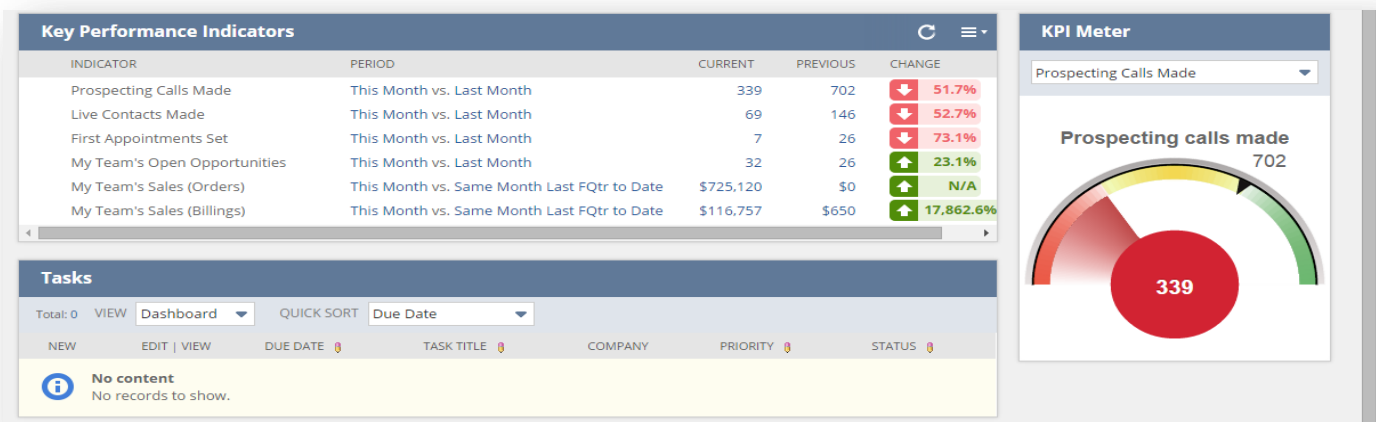 Key Performance Indicators
INDICATOR PERIOD CURRENT PREVIOUS CHANGE
Prospecting Calls Made This Month vs. Last Month 339 702 51.7%
Live Contacts Made This Month vs. Last Month 69 146 52.7%
First Appointments Set This Month vs. Last Month 7 26 73.1%
My Team's Open Opportunities This Month vs. Last Month 32 26 23.1%
My Team's Sales (Orders) This Month vs. Same Month Last FQtr to Date $725,120 $0 N/A
My Team's Sales (Billings) This Month vs. Same Month Last FQtr to Date $116,757 $650 17,862.6%
Tasks
Total: 0 VIEW Dashboard QUICK SORT Due Date
NEW EDIT | VIEW DUE DATE TASK TITLE COMPANY PRIORITY STATUS
No content
No records to show.
KPI Meter
Prospecting Calls Made
Prospecting calls made
702
339